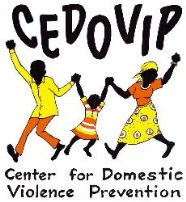 CEDOVIP
Center for Domestic
Violence Prevention